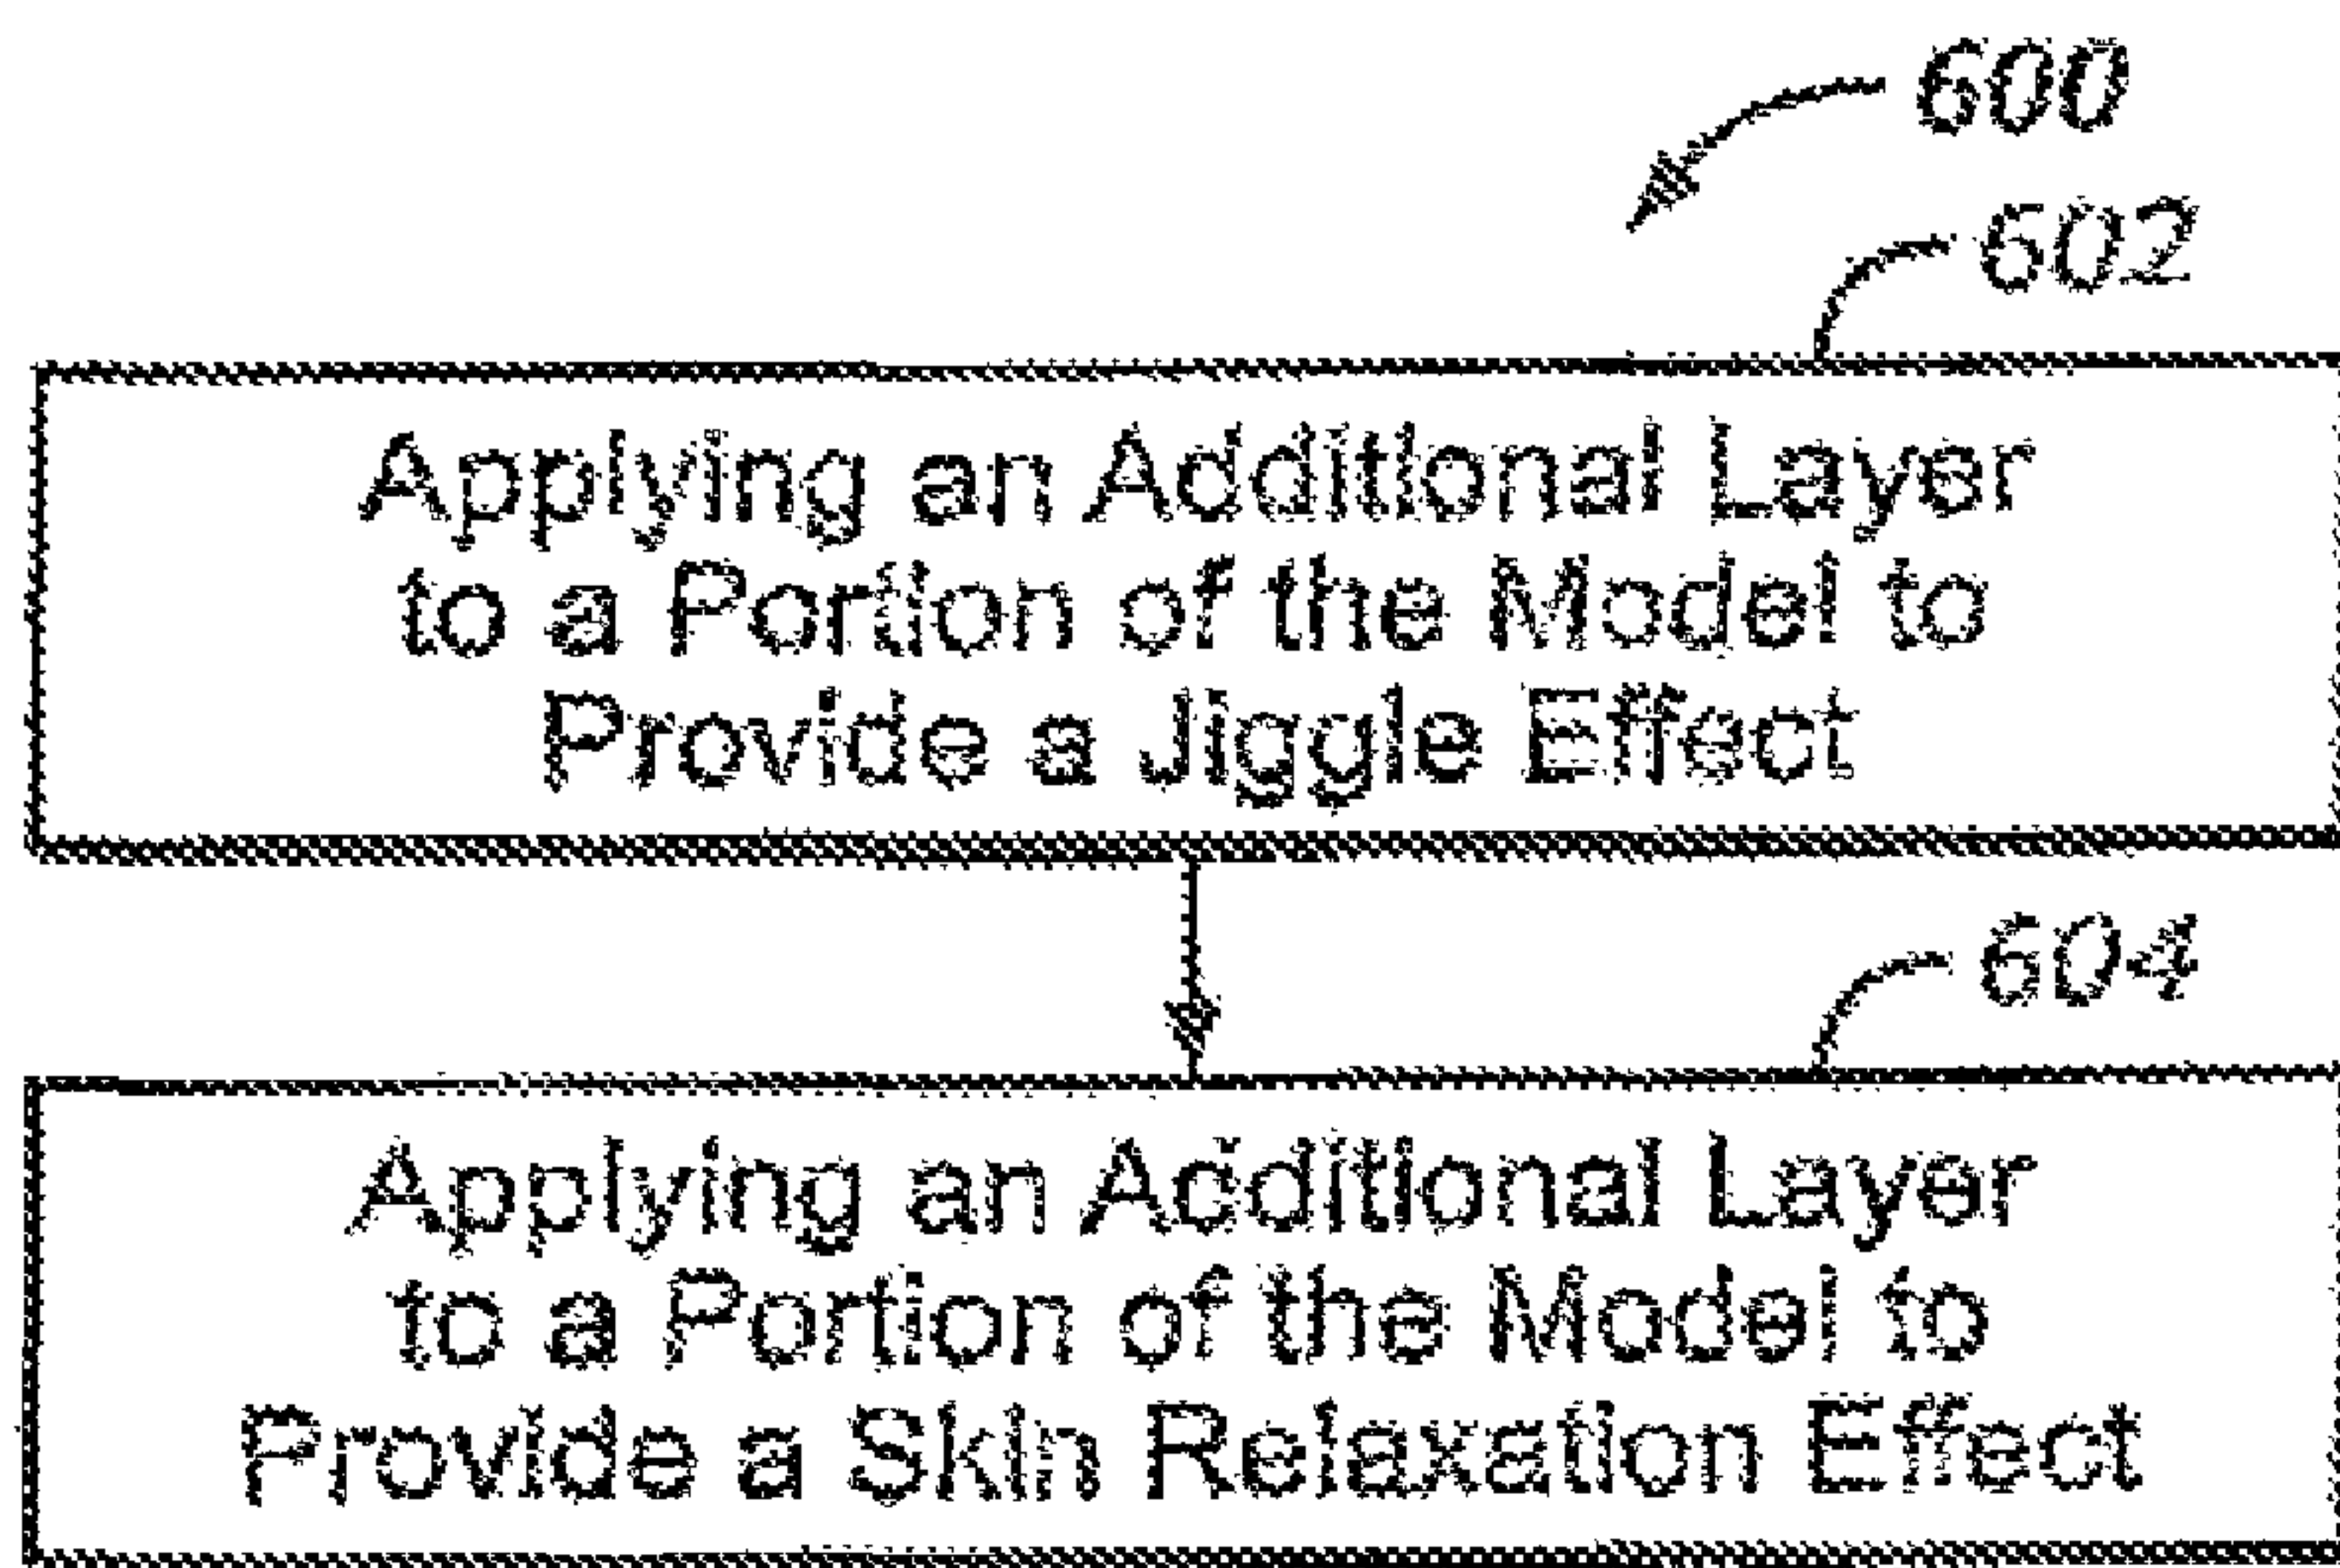 600
602
Applying an Additional Layer
to a Portion of the Model to
Provide a Jiggle Effect
604
Applying an Additional Layer
to a Portion of the Model to
Provide a Skin Relaxation Effect